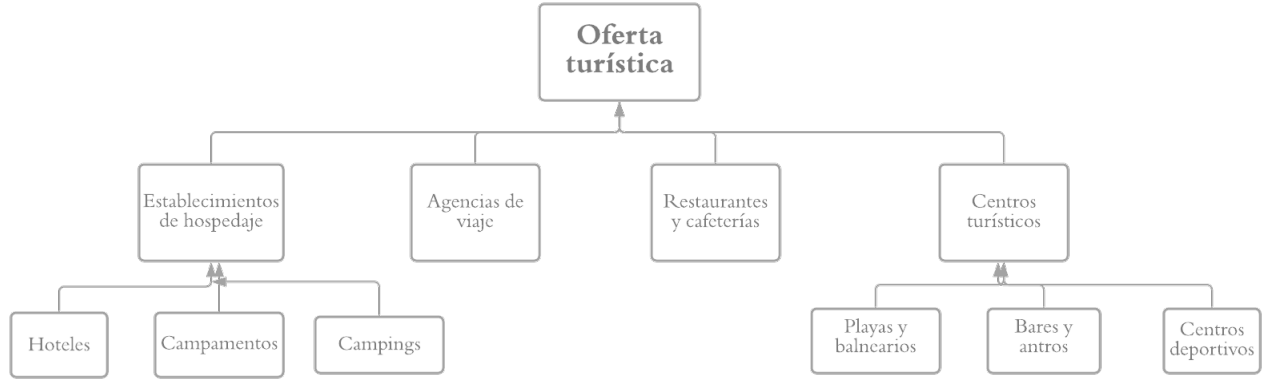 Oferta
turística
Establecimientos
de hospedaje
Agencias de
viaje
Restaurantes
y cafeterías
Centros
turísticos
Hoteles
Campamentos
Campings
Playas y
balnearios
Bares y
antros
Centros
deportivos